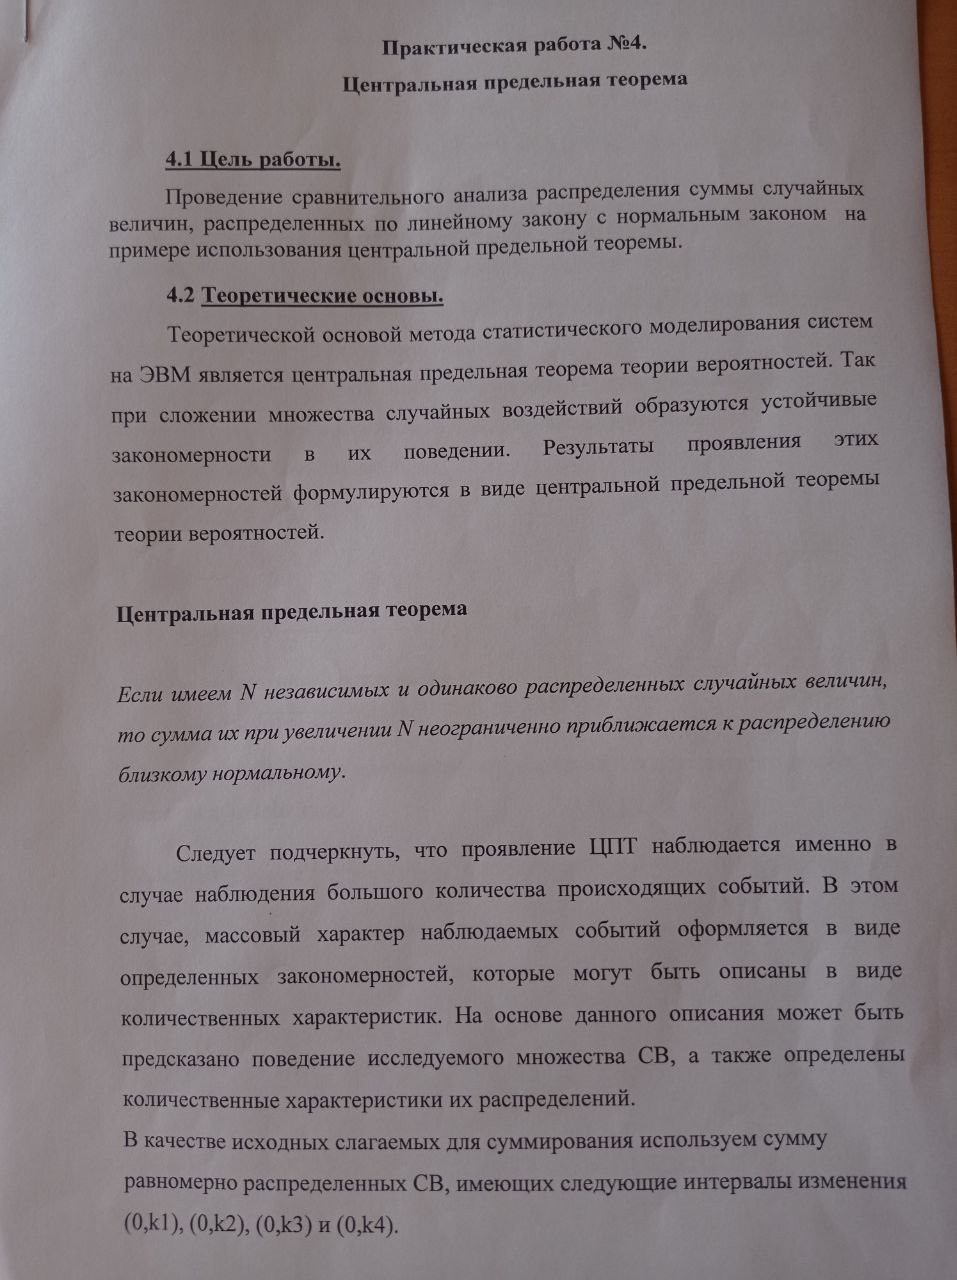 Практическая работа №4.
Центральная предельная теорема
4.1 Цель работы.
Проведение сравнительного анализа распределения суммы случайных
величин, распределенных по линейному закону с нормальным законом на
примере использования центральной предельной теоремы.
4.2 Теоретические основы.
Теоретической основой метода статистического моделирования систем
на ЭВМ является центральная предельная теорема теории вероятностей. Так
при сложении множества случайных воздействий образуются устойчивые
закономерности в их поведении. Результаты проявления этих
закономерностей формулируются в виде центральной предельной теоремы
теории вероятностей.
Центральная предельная теорема
Если имеем N независимых и одинаково распределенных случайных величин,
то сумма их при увеличении N неограниченно приближается к распределению
близкому нормальному.
Следует подчеркнуть, что проявление ЦПТ наблюдается именно в
случае наблюдения большого количества происходящих событий. В этом
случае, массовый характер наблюдаемых событий оформляется в виде
определенных закономерностей, которые могут быть описаны в виде
количественных характеристик. На основе данного описания может быть
предсказано поведение исследуемого множества СВ, а также определены
количественные характеристики их распределений.
В качестве исходных слагаемых для суммирования используем сумму
равномерно распределенных СВ, имеющих следующие интервалы изменения
(0,k1), (0,k2), (0,k3) и (0,k4).